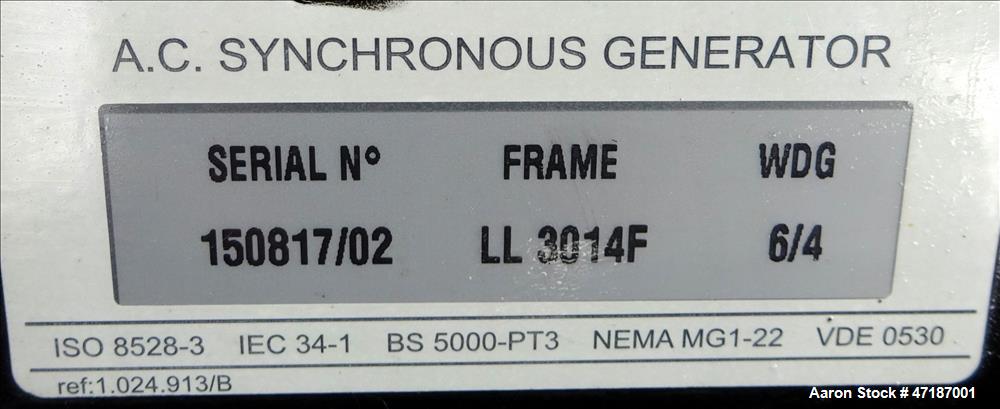 A.C. SYNCHRONOUS GENERATOR
SERIAL Nº FRAME WDG
150817/02 LL 3014F 6/4
ISO 8528-3 IEC 34-1 BS 5000-PT3 NEMA MG1-22 VDE 0530
ref:1.024.913/B
Aaron Stock # 47187001